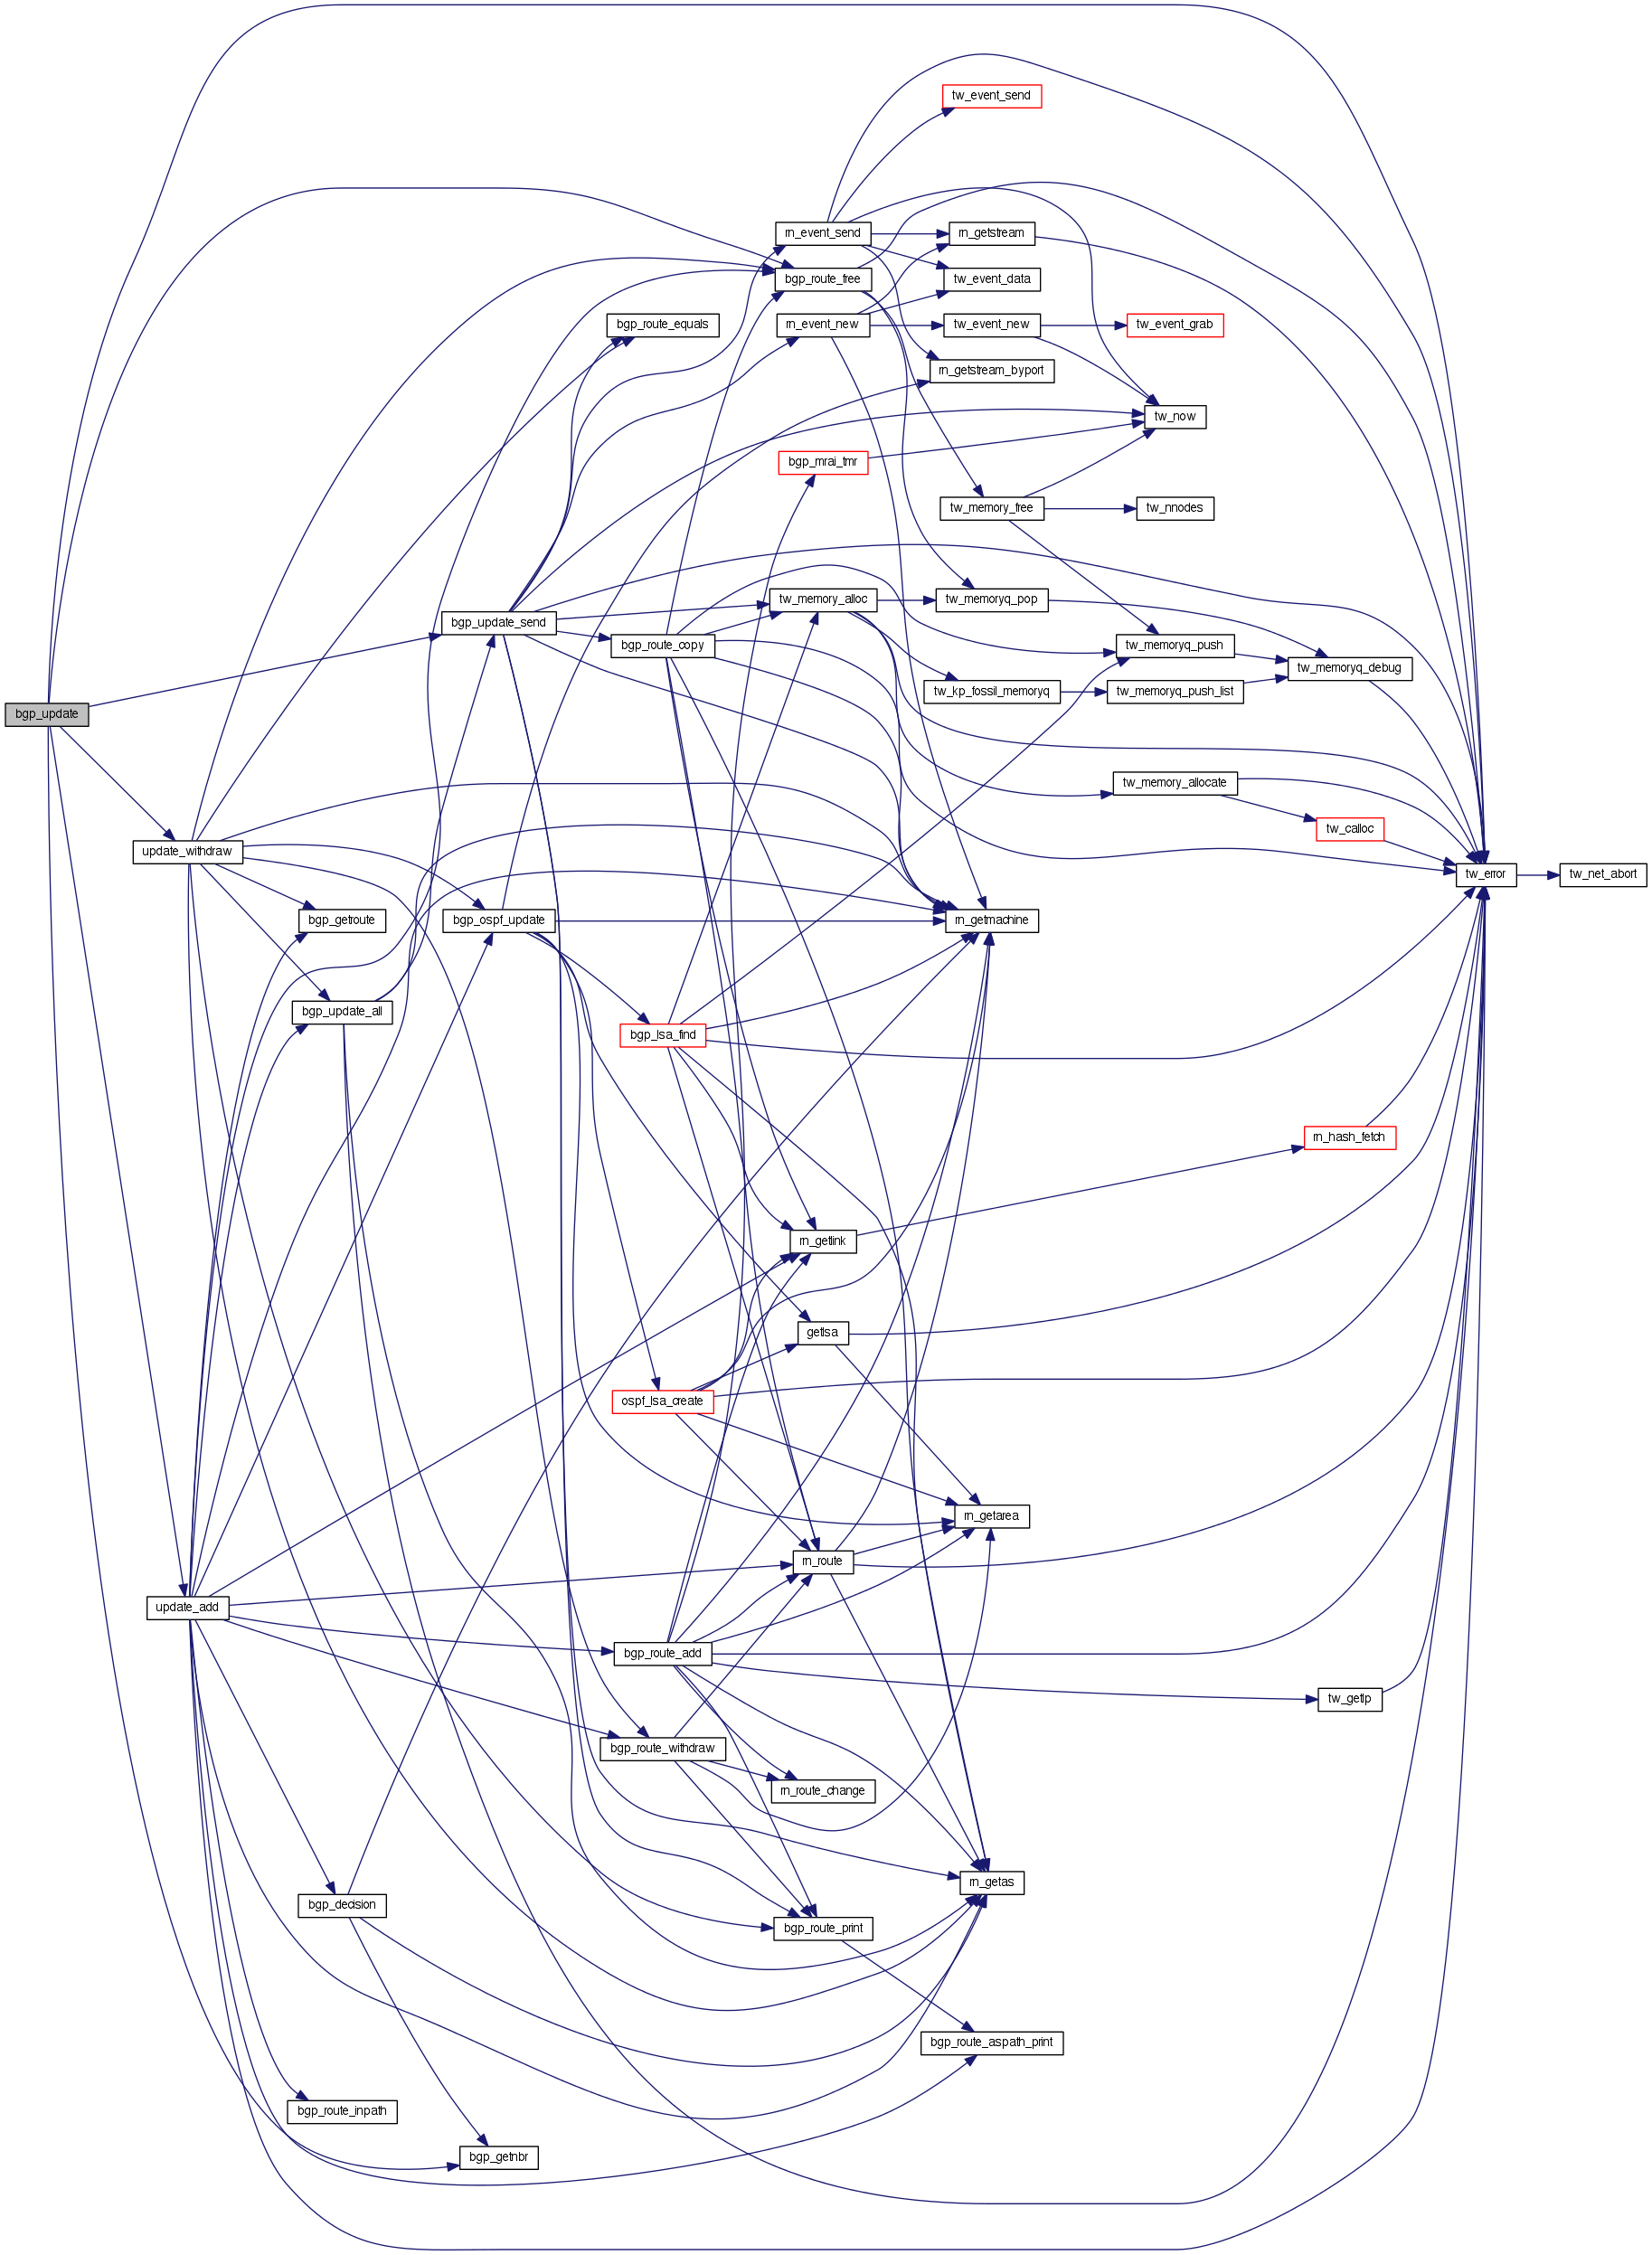 tw_event_send
rn_event_send
rn_getstream
bgp_route_free
tw_event_data
bgp_route_equals
rn_event_new
tw_event_new
tw_event_grab
rn_getstream_byport
tw_now
bgp_mrai_tmr
tw_memory_free
tw_nnodes
tw_memory_alloc
tw_memoryq_pop
bgp_update_send
bgp_route_copy
tw_memoryq_push
tw_memoryq_debug
tw_kp_fossil_memoryq
tw_memoryq_push_list
bgp_update
tw_memory_allocate
tw_calloc
update_withdraw
tw_error
tw_net_abort
bgp_getroute
bgp_ospf_update
rn_getmachine
bgp_update_all
bgp_lsa_find
rn_hash_fetch
rn_getlink
getlsa
ospf_lsa_create
rn_getarea
rn_route
update_add
bgp_route_add
tw_getlp
bgp_route_withdraw
rn_route_change
rn_getas
bgp_decision
bgp_route_print
bgp_route_aspath_print
bgp_route_inpath
bgp_getnbr